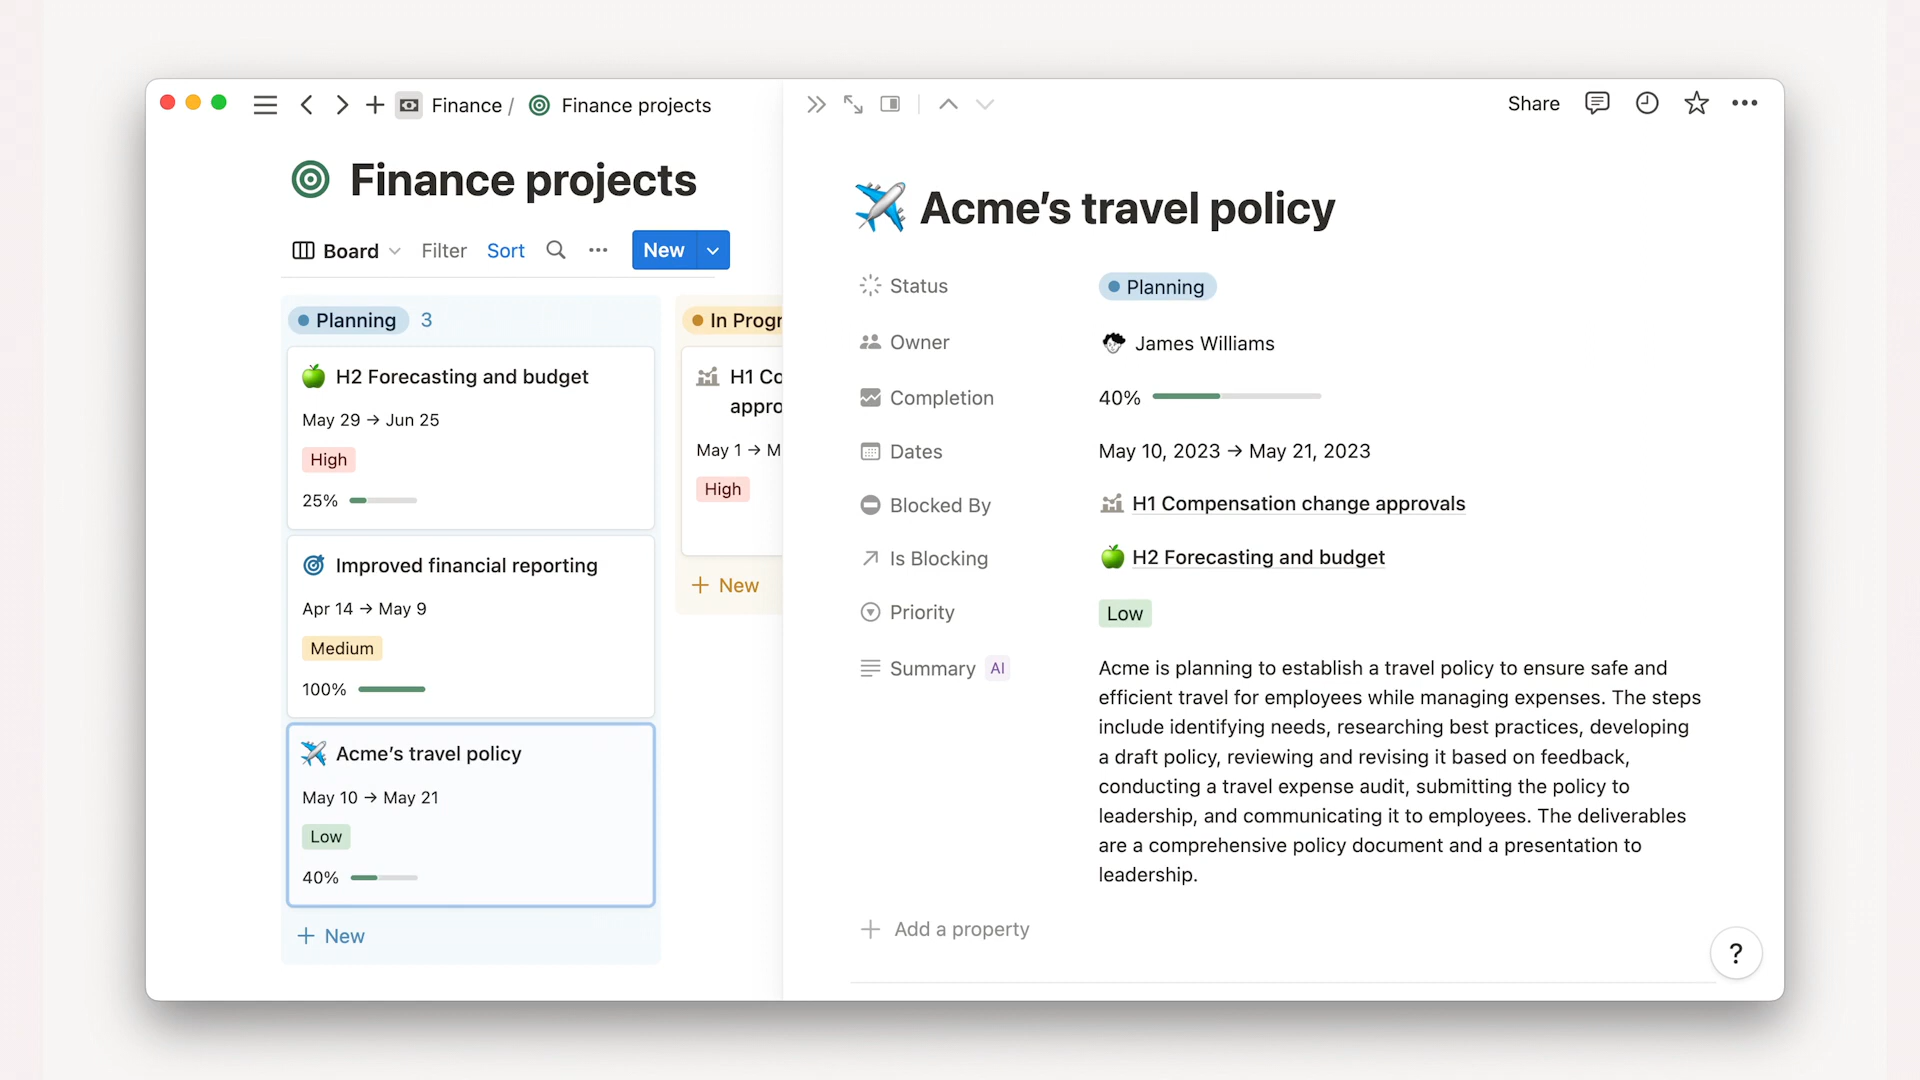 Finance / Finance projects
Finance projects
Board Filter Sort New
Planning 3
H2 Forecasting and budget
May 29 → Jun 25
High
25%
Improved financial reporting
Apr 14 → May 9
Medium
100%
Acme’s travel policy
May 10 → May 21
Low
40%
+ New
In Progr
H1 Co
appro
May 1 → M
High
+ New
Share
Acme’s travel policy
Status Planning
Owner James Williams
Completion 40%
Dates May 10, 2023 → May 21, 2023
Blocked By H1 Compensation change approvals
Is Blocking H2 Forecasting and budget
Priority Low
Summary AI
Acme is planning to establish a travel policy to ensure safe and
efficient travel for employees while managing expenses. The steps
include identifying needs, researching best practices, developing
a draft policy, reviewing and revising it based on feedback,
conducting a travel expense audit, submitting the policy to
leadership, and communicating it to employees. The deliverables
are a comprehensive policy document and a presentation to
leadership.
+ Add a property
?